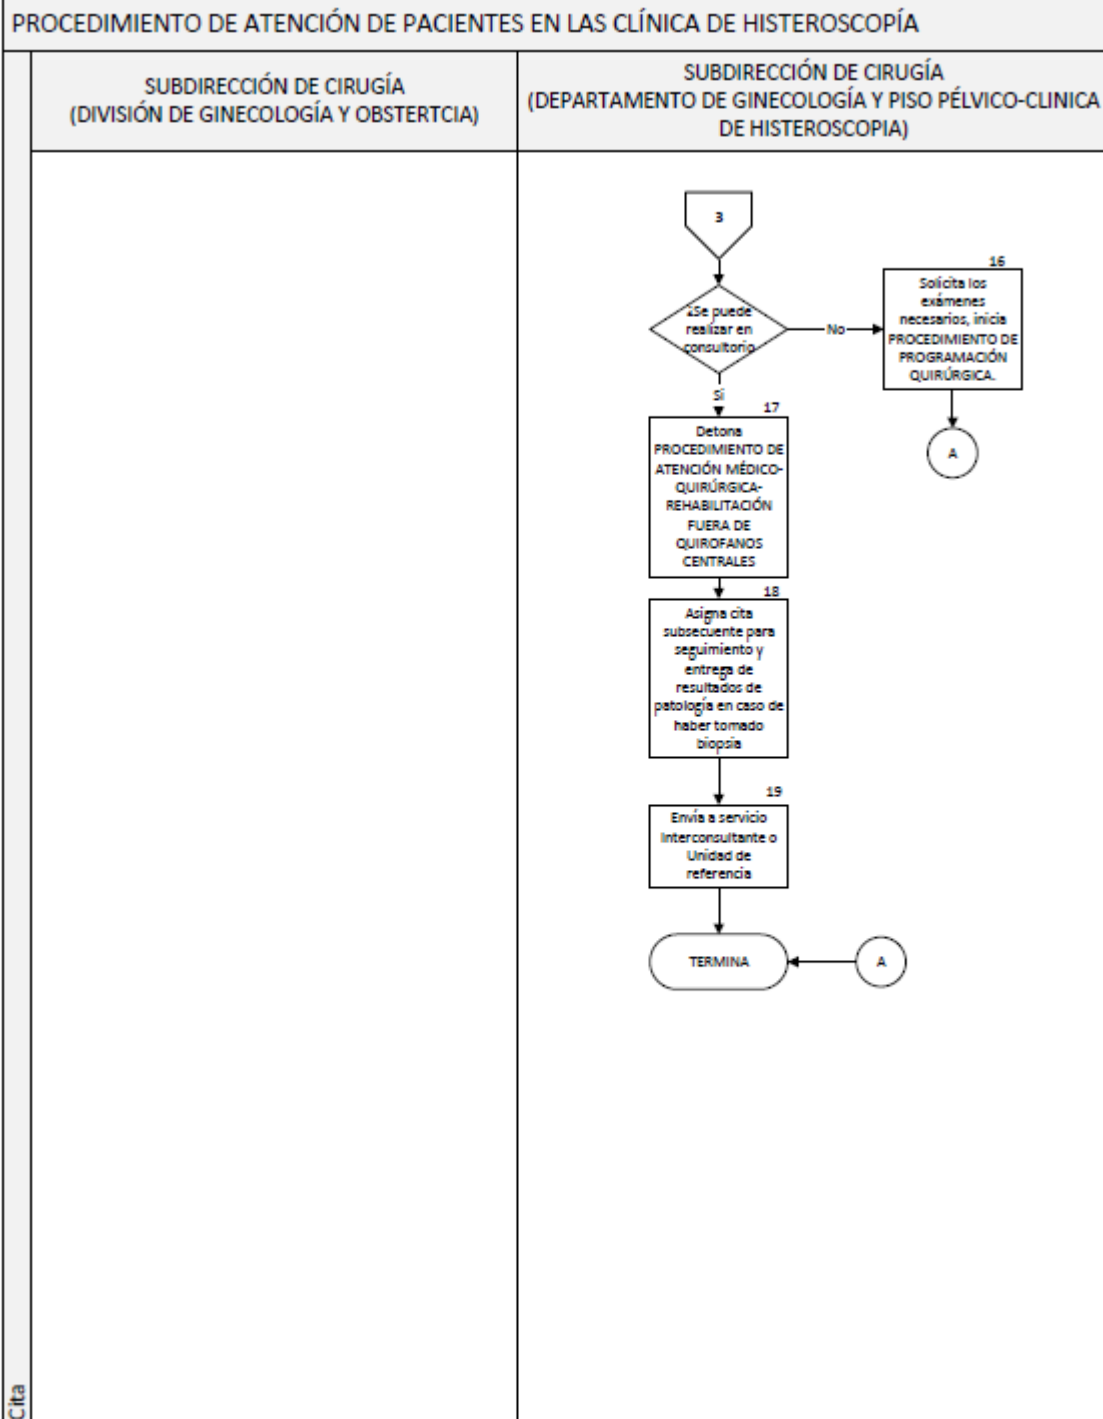 PROCEDIMIENTO DE ATENCIÓN DE PACIENTES EN LAS CLÍNICA DE HISTEROSCOPÍA
SUBDIRECCIÓN DE CIRUGÍA
(DIVISIÓN DE GINECOLOGÍA Y OBSTERTCIA)
SUBDIRECCIÓN DE CIRUGÍA
(DEPARTAMENTO DE GINECOLOGÍA Y PISO PÉLVICO-CLINICA
DE HISTEROSCOPIA)
3
¿Se puede
realizar en
consultorio
No
16
Solicita los
exámenes
necesarios, inicia
PROCEDIMIENTO DE
PROGRAMACIÓN
QUIRÚRGICA.
A
Si
17
Detona
PROCEDIMIENTO DE
ATENCIÓN MÉDICO-
QUIRÚRGICA-
REHABILITACIÓN
FUERA DE
QUIROFANOS
CENTRALES
18
Asigna cita
subsecuente para
seguimiento y
entrega de
resultados de
patología en caso de
haber tomado
biopsia
19
Envía a servicio
Interconsultante o
Unidad de
referencia
TERMINA
A
Cita